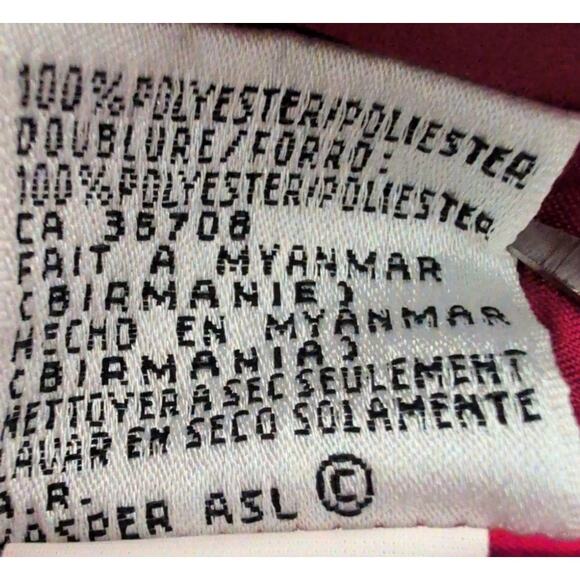 100%POLYESTER/POLIESTER
DOUBLURE/FORRO:
100%POLYESTER/POLIESTER
CA 36708
FAIT A MYANMAR
(BIRMANIE)
HECHO EN MYANMAR
(BIRMANIA)
NETTOYER A SEC SEULEMENT
LAVAR EN SECO SOLAMENTE
A.R.
KASPER ASL ©